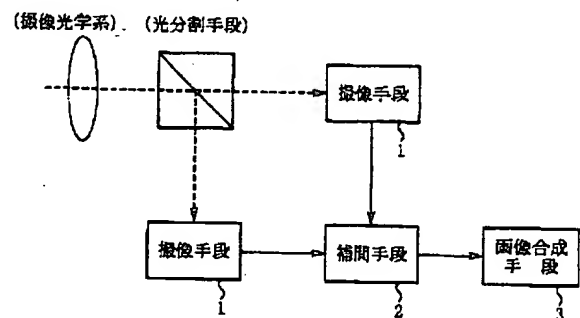 (撮像光学系) (光分割手段)
撮像手段
1
撮像手段
1
補間手段
2
画像合成
手段
3